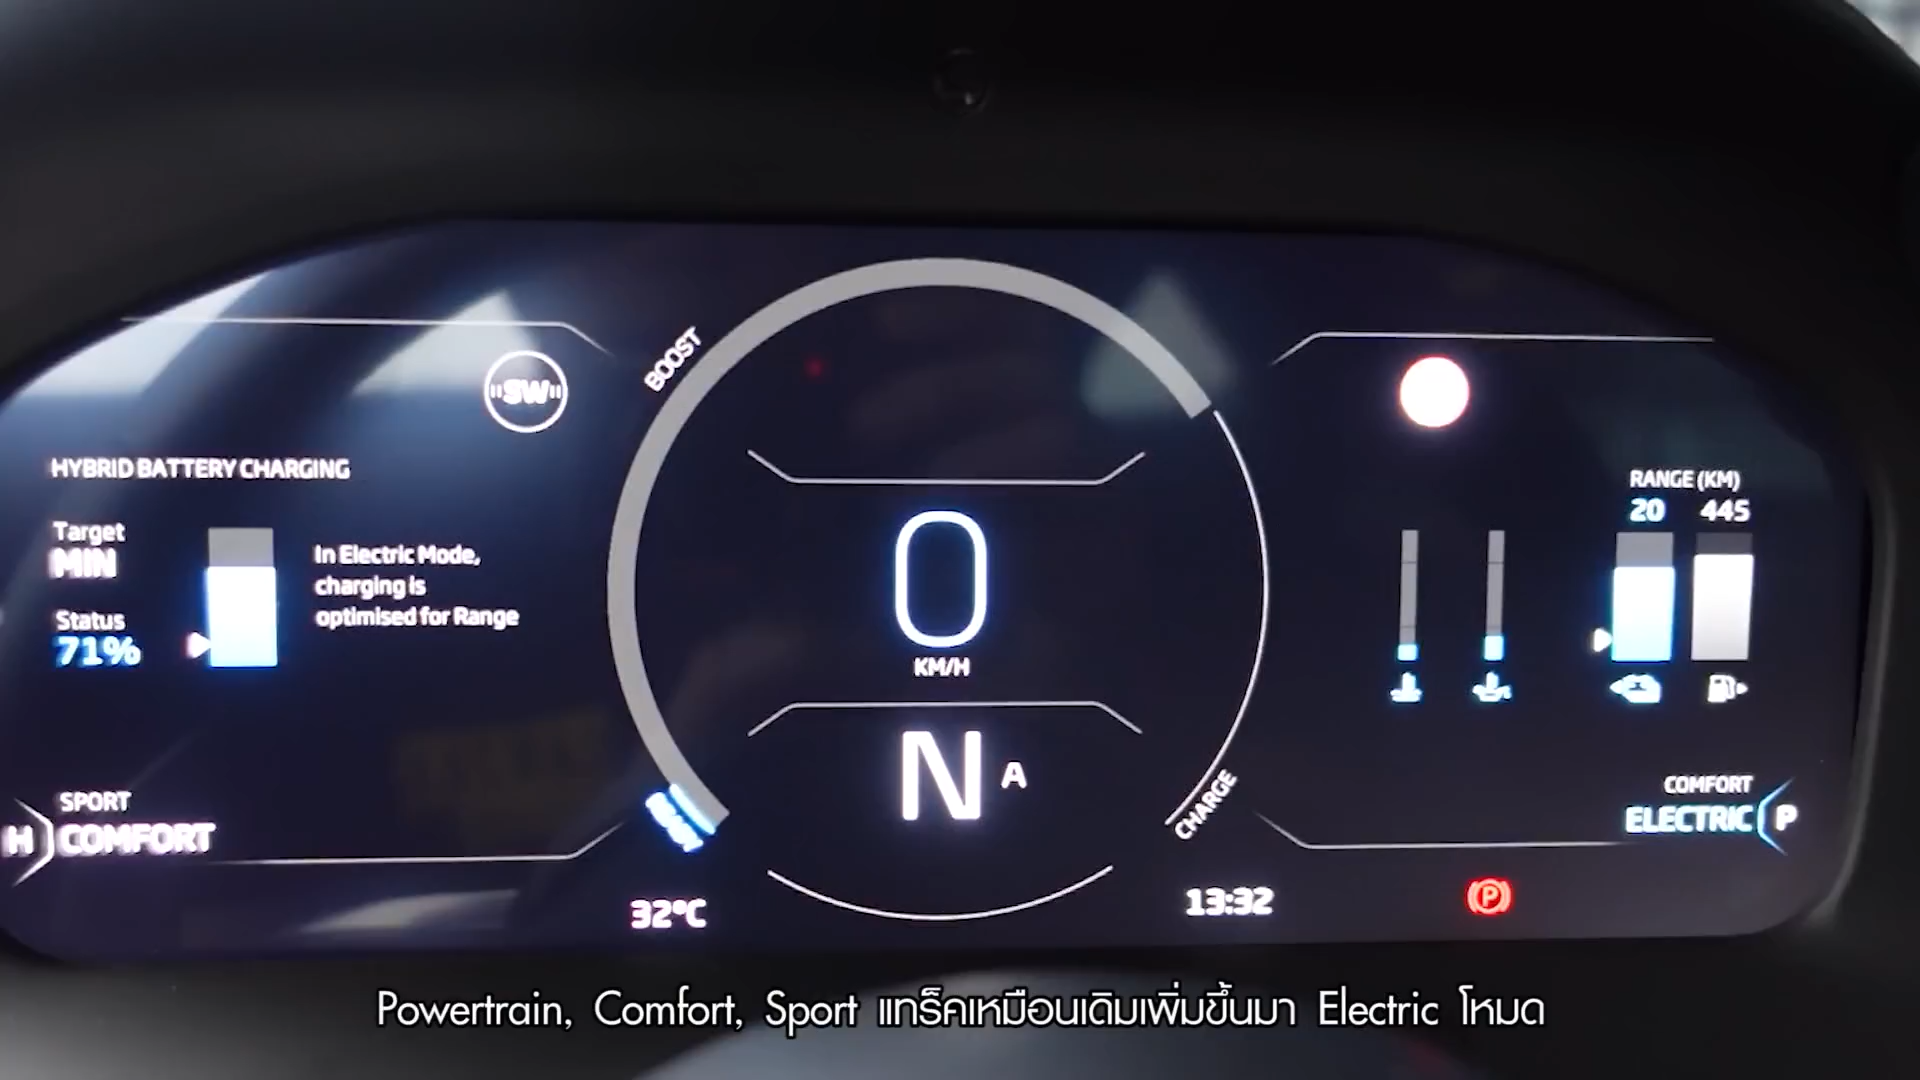 SW
BOOST
HYBRID BATTERY CHARGING
Target
MIN
In Electric Mode,
charging is
optimised for Range
Status
71%
0
KM/H
RANGE (KM)
20 445
N A
CHARGE
SPORT
H COMFORT
COMFORT
ELECTRIC P
32°C
13:32
P
Powertrain, Comfort, Sport แทร็คเหมือนเดิมเพิ่มขึ้นมา Electric โหมด